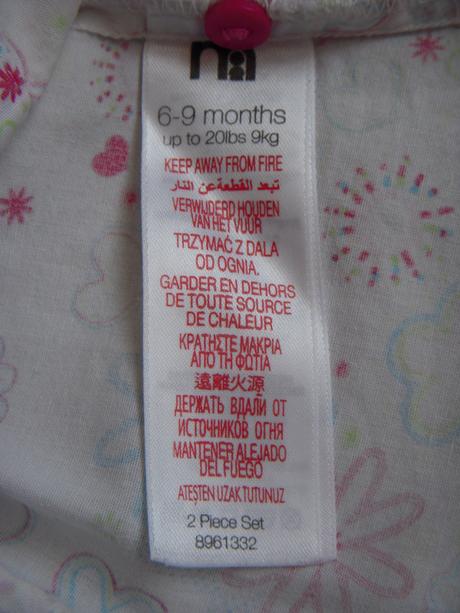 6-9 months
up to 20lbs 9kg
KEEP AWAY FROM FIRE
تبعد القطعة عن النار
VERWIJDERD HOUDEN
VAN HET VUUR
TRZYMAĆ Z DALA
OD OGNIA.
GARDER EN DEHORS
DE TOUTE SOURCE
DE CHALEUR
ΚΡΑΤΗΣΤΕ ΜΑΚΡΙΑ
ΑΠΟ ΤΗ ΦΩΤΙΑ
遠離火源
ДЕРЖАТЬ ВДАЛИ ОТ
ИСТОЧНИКОВ ОГНЯ
MANTENER ALEJADO
DEL FUEGO
ATEŞTEN UZAK TUTUNUZ
2 Piece Set
8961332